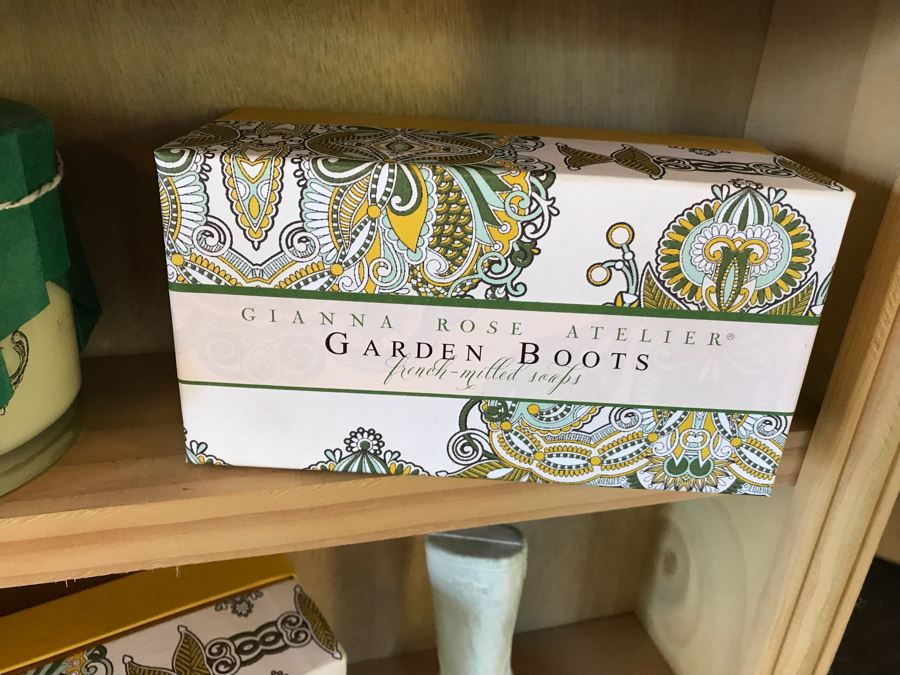 GIANNA ROSE ATELIER®
GARDEN BOOTS
french-milled soaps